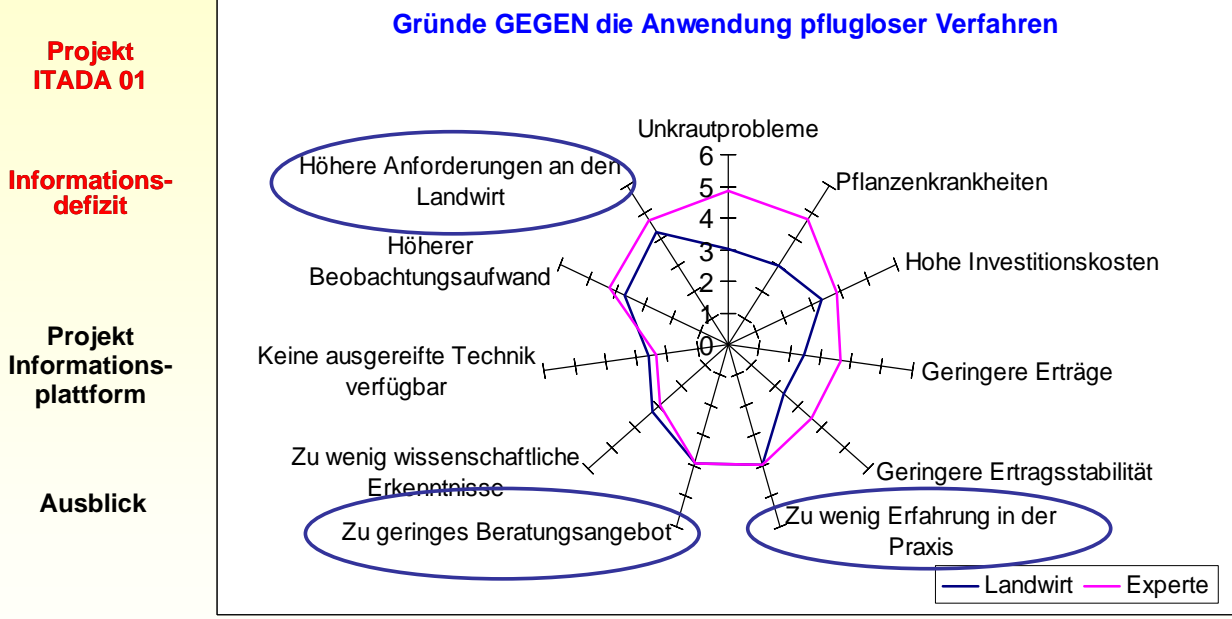 Gründe GEGEN die Anwendung pflugloser Verfahren
Projekt
ITADA 01
Informations-
defizit
Projekt
Informations-
plattform
Ausblick
Unkrautprobleme
Pflanzenkrankheiten
Hohe Investitionskosten
Geringere Erträge
Geringere Ertragsstabilität
Zu wenig Erfahrung in der
Praxis
Zu geringes Beratungsangebot
Zu wenig wissenschaftliche
Erkenntnisse
Keine ausgereifte Technik
verfügbar
Höherer
Beobachtungsaufwand
Höhere Anforderungen an den
Landwirt
6
5
4
3
2
1
0
Landwirt
Experte